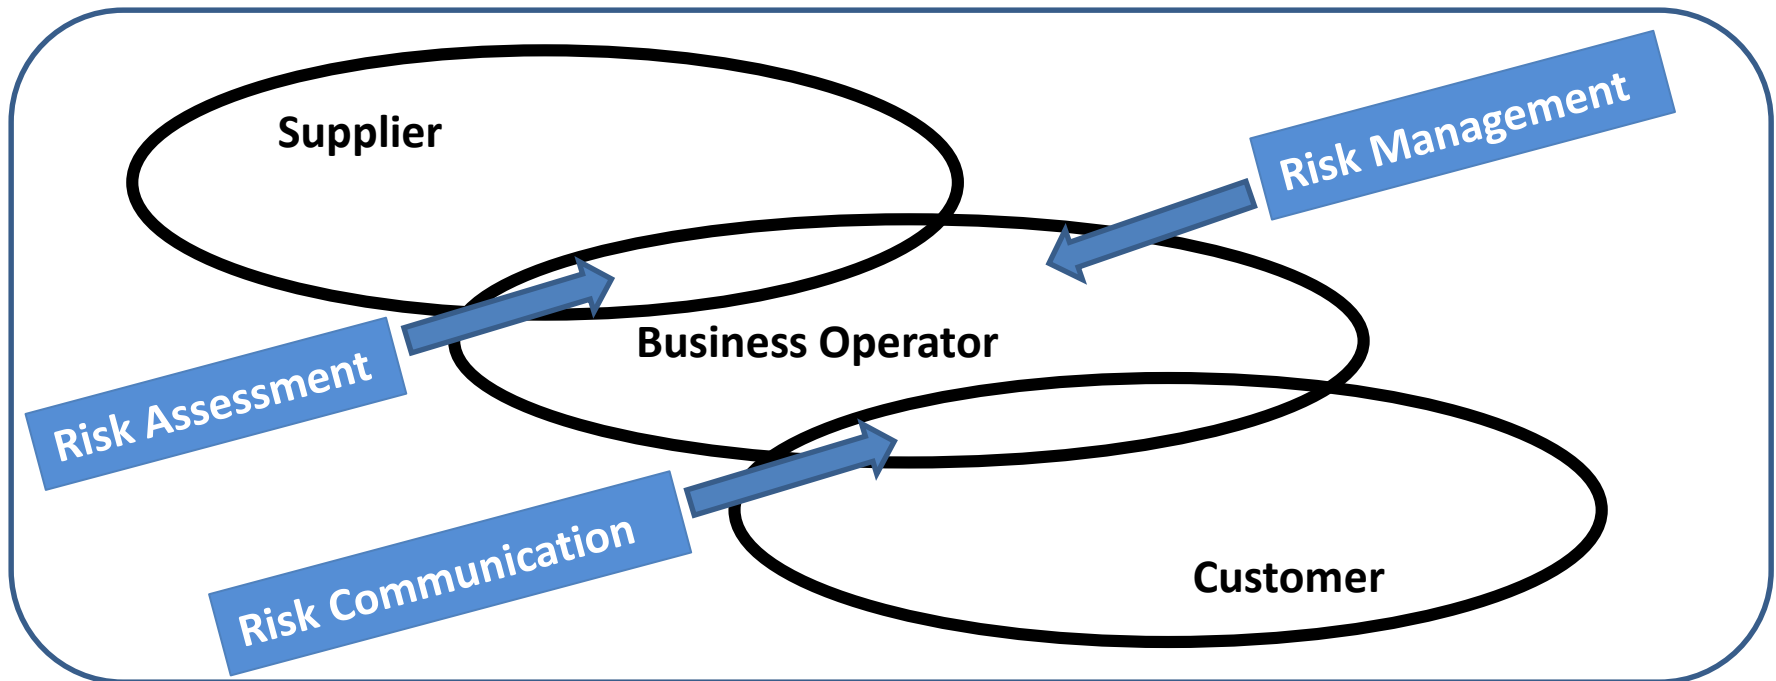 Supplier
Risk Management
Business Operator
Risk Assessment
Risk Communication
Customer